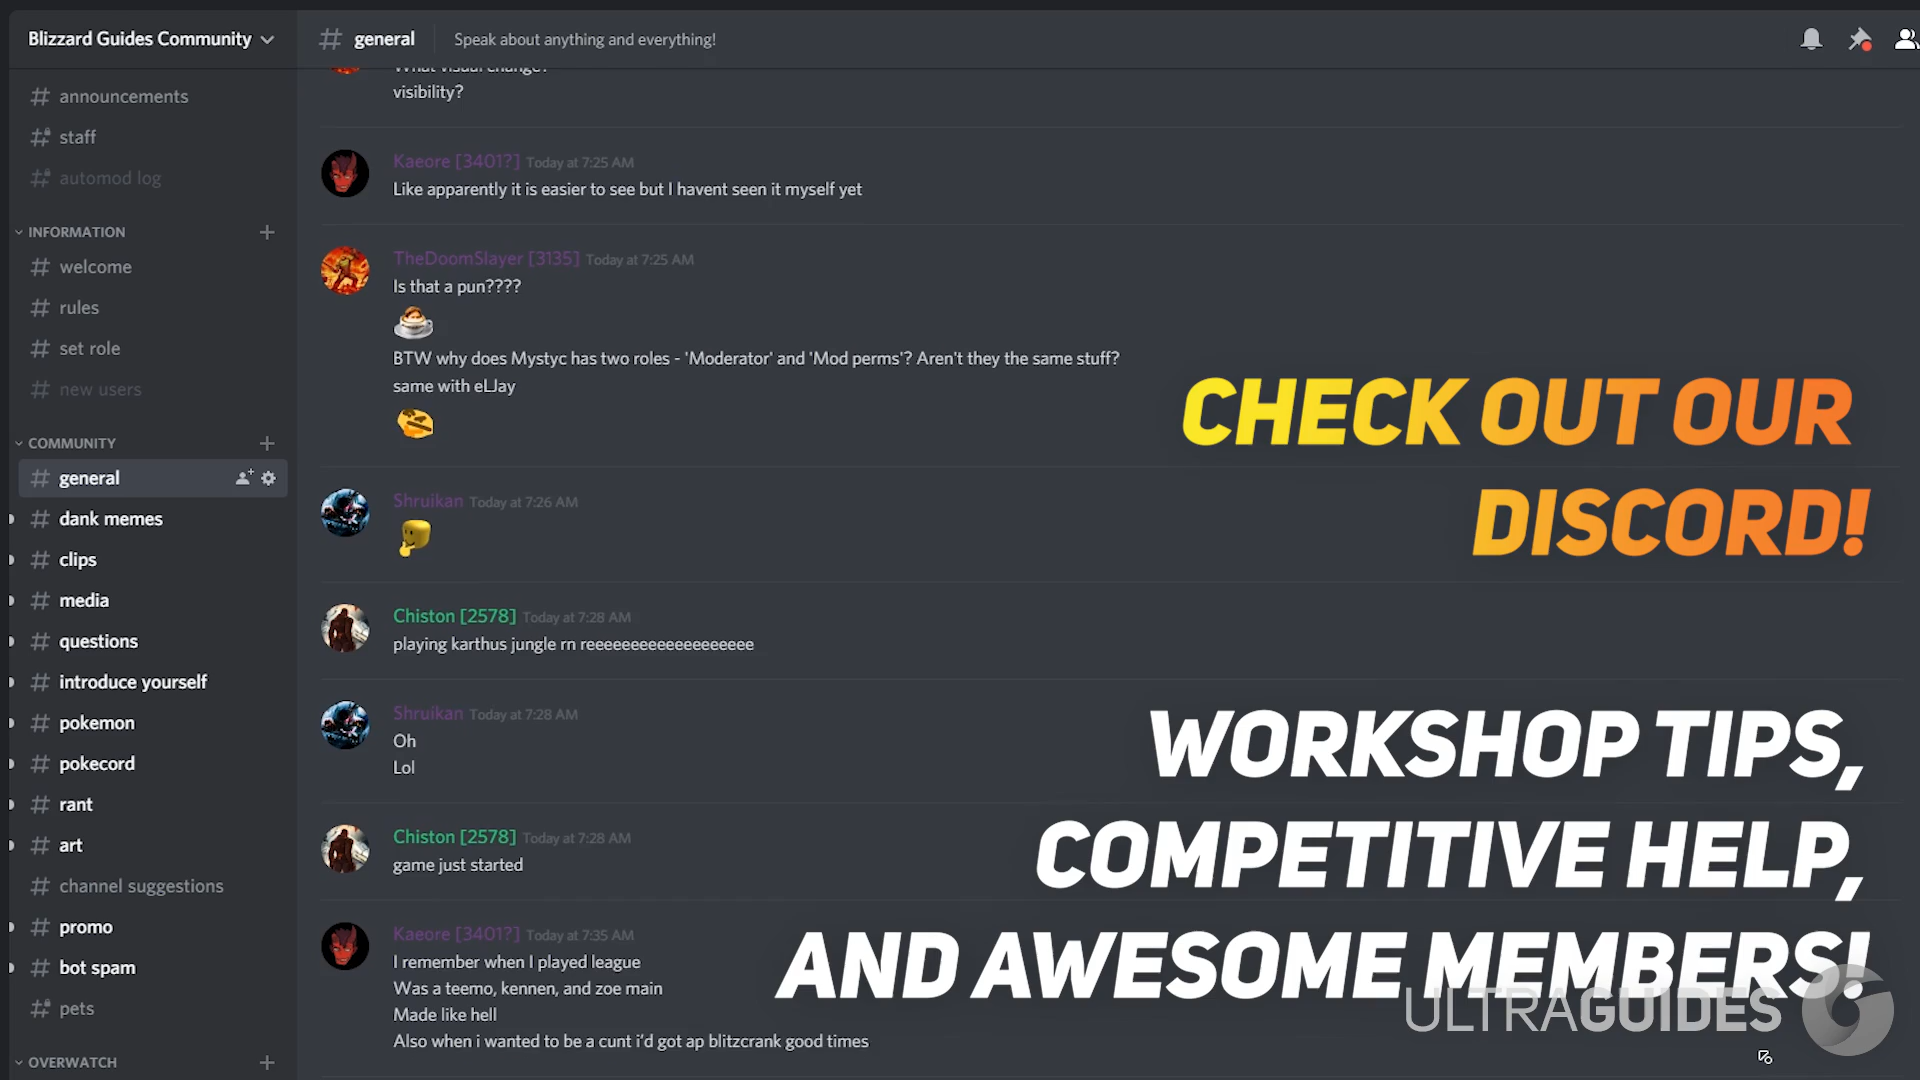 Blizzard Guides Community
announcements
staff
automod log
INFORMATION
welcome
rules
set role
new users
COMMUNITY
general
dank memes
clips
media
questions
introduce yourself
pokemon
pokecord
rant
art
channel suggestions
promo
bot spam
pets
OVERWATCH
general
Speak about anything and everything!
What visual change?
visibility?
Kaeore [3401?] Today at 7:25 AM
Like apparently it is easier to see but I havent seen it myself yet
TheDoomSlayer [3135] Today at 7:25 AM
Is that a pun????
BTW why does Mystyc has two roles - 'Moderator' and 'Mod perms'? Aren't they the same stuff?
same with eLJay
Shruikan Today at 7:26 AM
Chiston [2578] Today at 7:28 AM
playing karthus jungle rn reeeeeeeeeeeeeeeeeee
Shruikan Today at 7:28 AM
Oh
Lol
Chiston [2578] Today at 7:28 AM
game just started
Kaeore [3401?] Today at 7:35 AM
I remember when I played league
Was a teemo, kennen, and zoe main
Made like hell
Also when i wanted to be a cunt i'd got ap blitzcrank good times
CHECK OUT OUR
DISCORD!
WORKSHOP TIPS,
COMPETITIVE HELP,
AND AWESOME MEMBERS!
ULTRAGUIDES